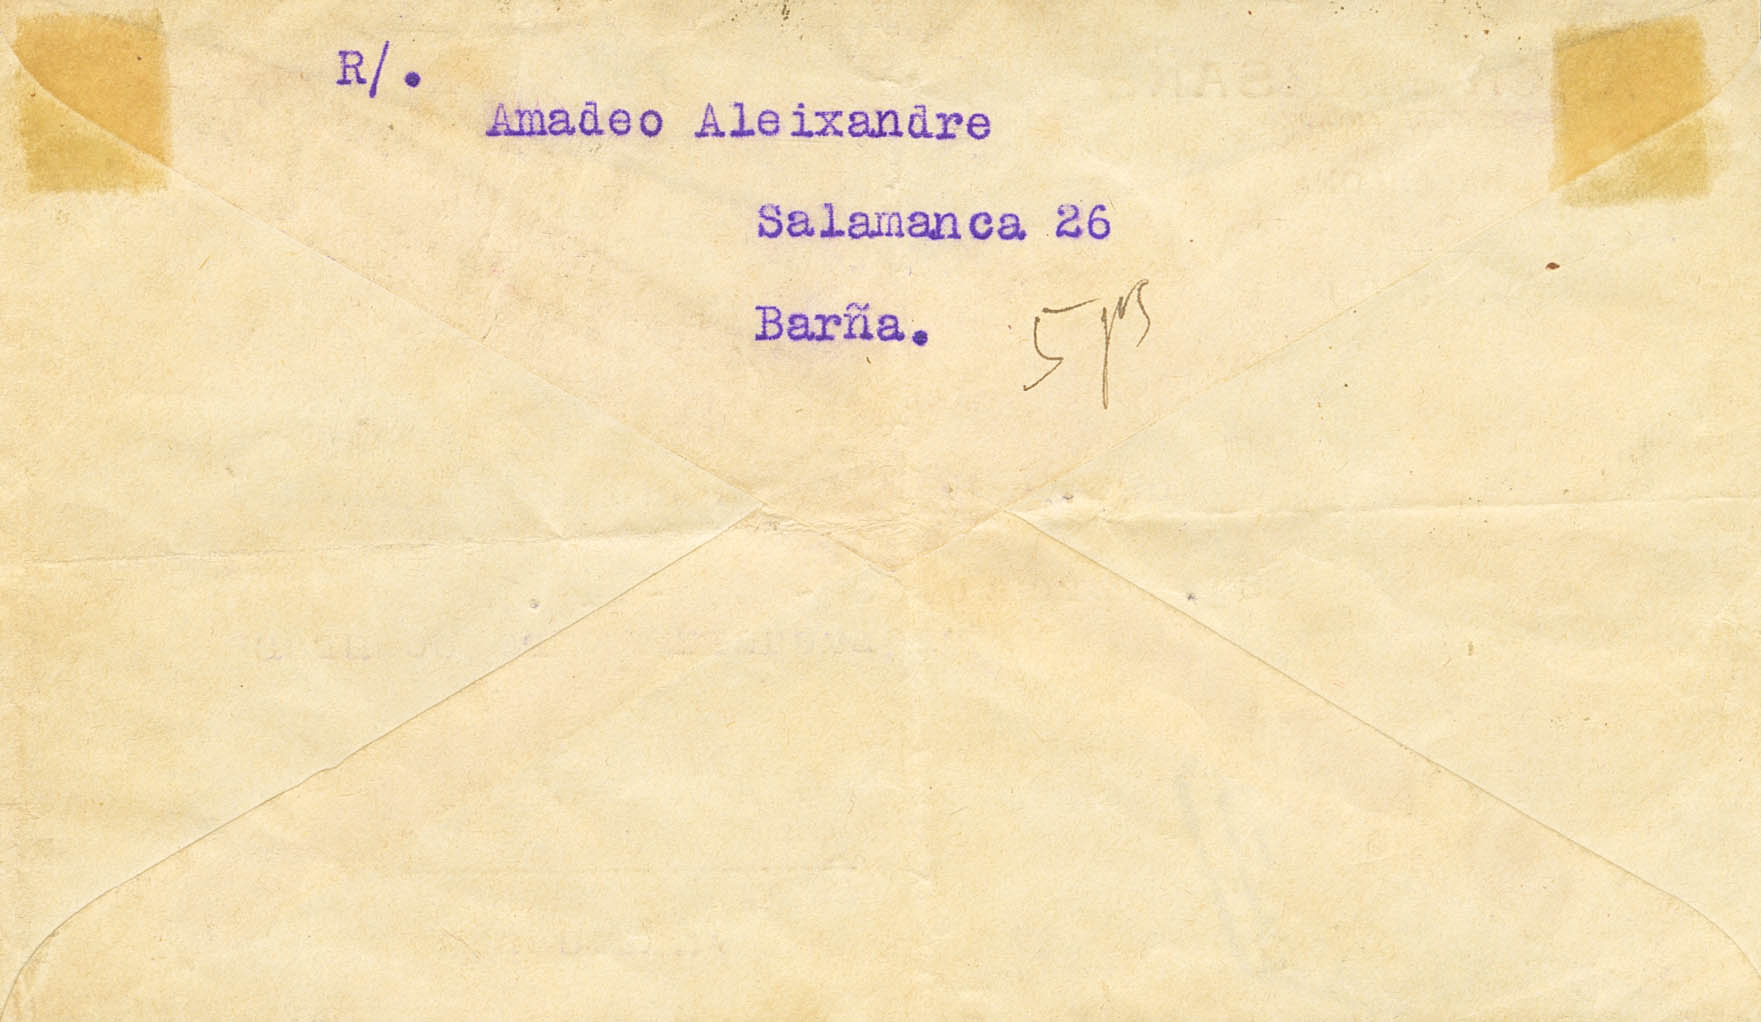 R/.
Amadeo Aleixandre
Salamanca 26
Barña.
5 pts